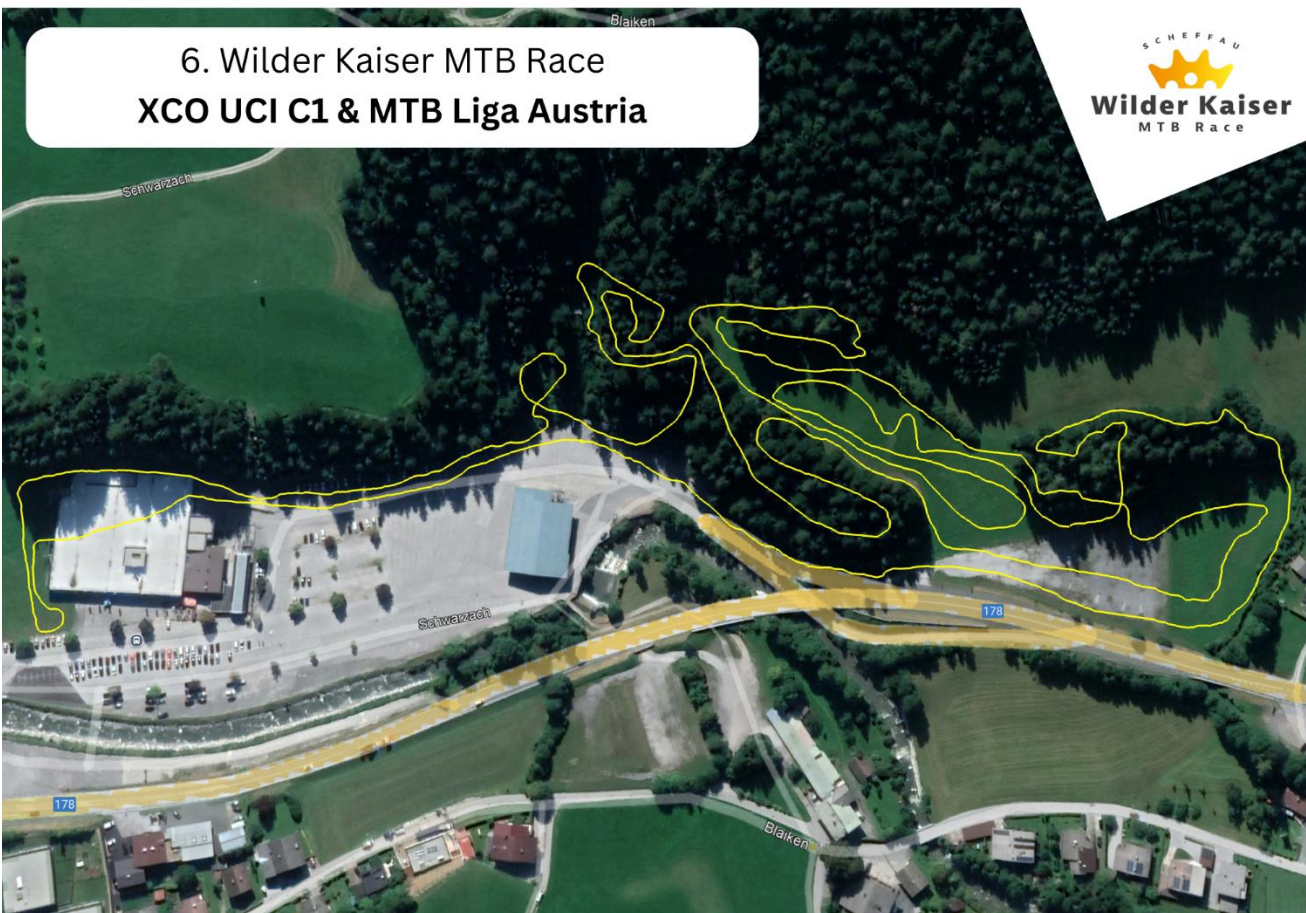 Blaiken
6. Wilder Kaiser MTB Race
XCO UCI C1 & MTB Liga Austria
SCHEFFAU
Wilder Kaiser
MTB Race
Schwarzach
Schwarzach
178
178
Blaiken